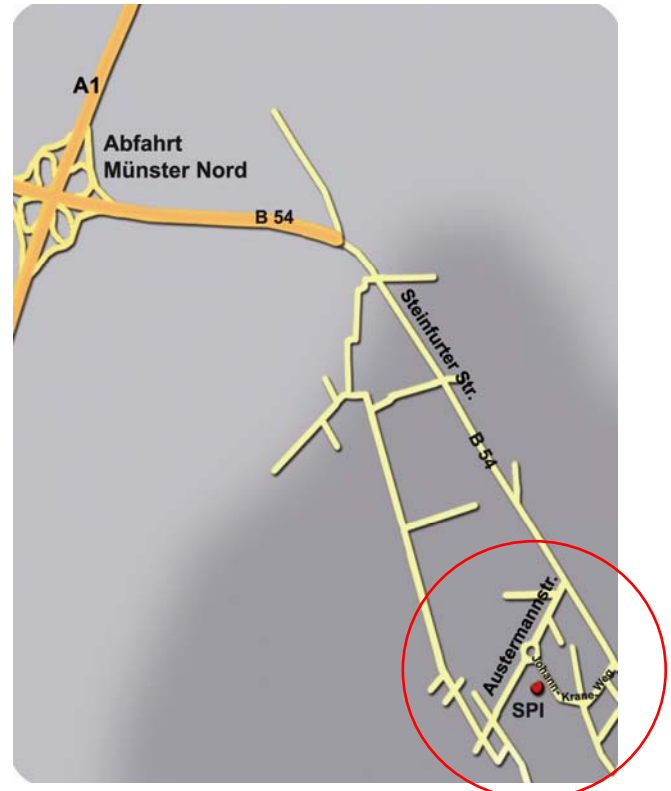 A1
Abfahrt
Münster Nord
B 54
Steinfurter Str.
B 54
Austermannstr.
Johann-Krane-Weg
SPI